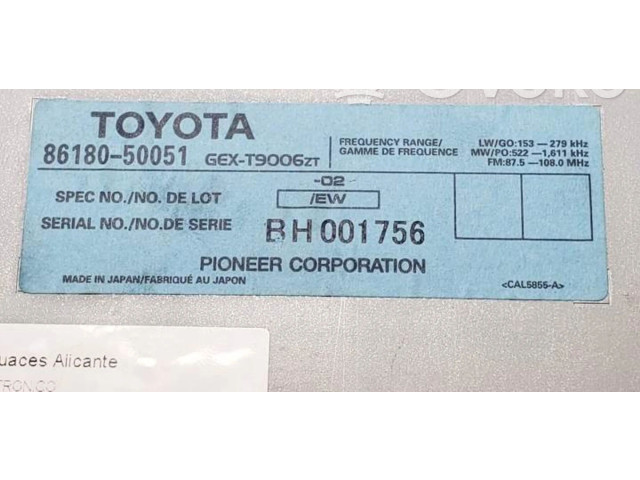 TOYOTA
86180-50051 GEX-T9006ZT
FREQUENCY RANGE/
GAMME DE FREQUENCE
LW/GO:153 — 279 kHz
MW/PO:522 — 1,611 kHz
FM:87.5 — 108.0 MHz
SPEC NO./NO. DE LOT
-02
/EW
SERIAL NO./NO.DE SERIE BH001756
PIONEER CORPORATION
MADE IN JAPAN/FABRIQUÉ AU JAPON
<CAL5855-A>
uaces Alicante